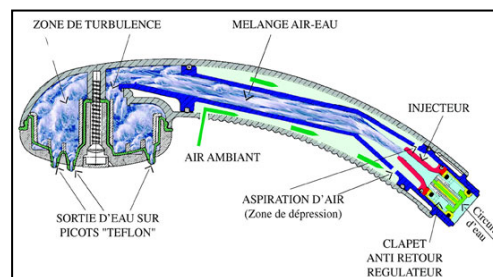 ZONE DE TURBULENCE
MELANGE AIR-EAU
INJECTEUR
AIR AMBIANT
ASPIRATION D'AIR
(Zone de dépression)
SORTIE D'EAU SUR
PICOTS "TEFLON"
CLAPET
ANTI RETOUR
REGULATEUR
d'eau